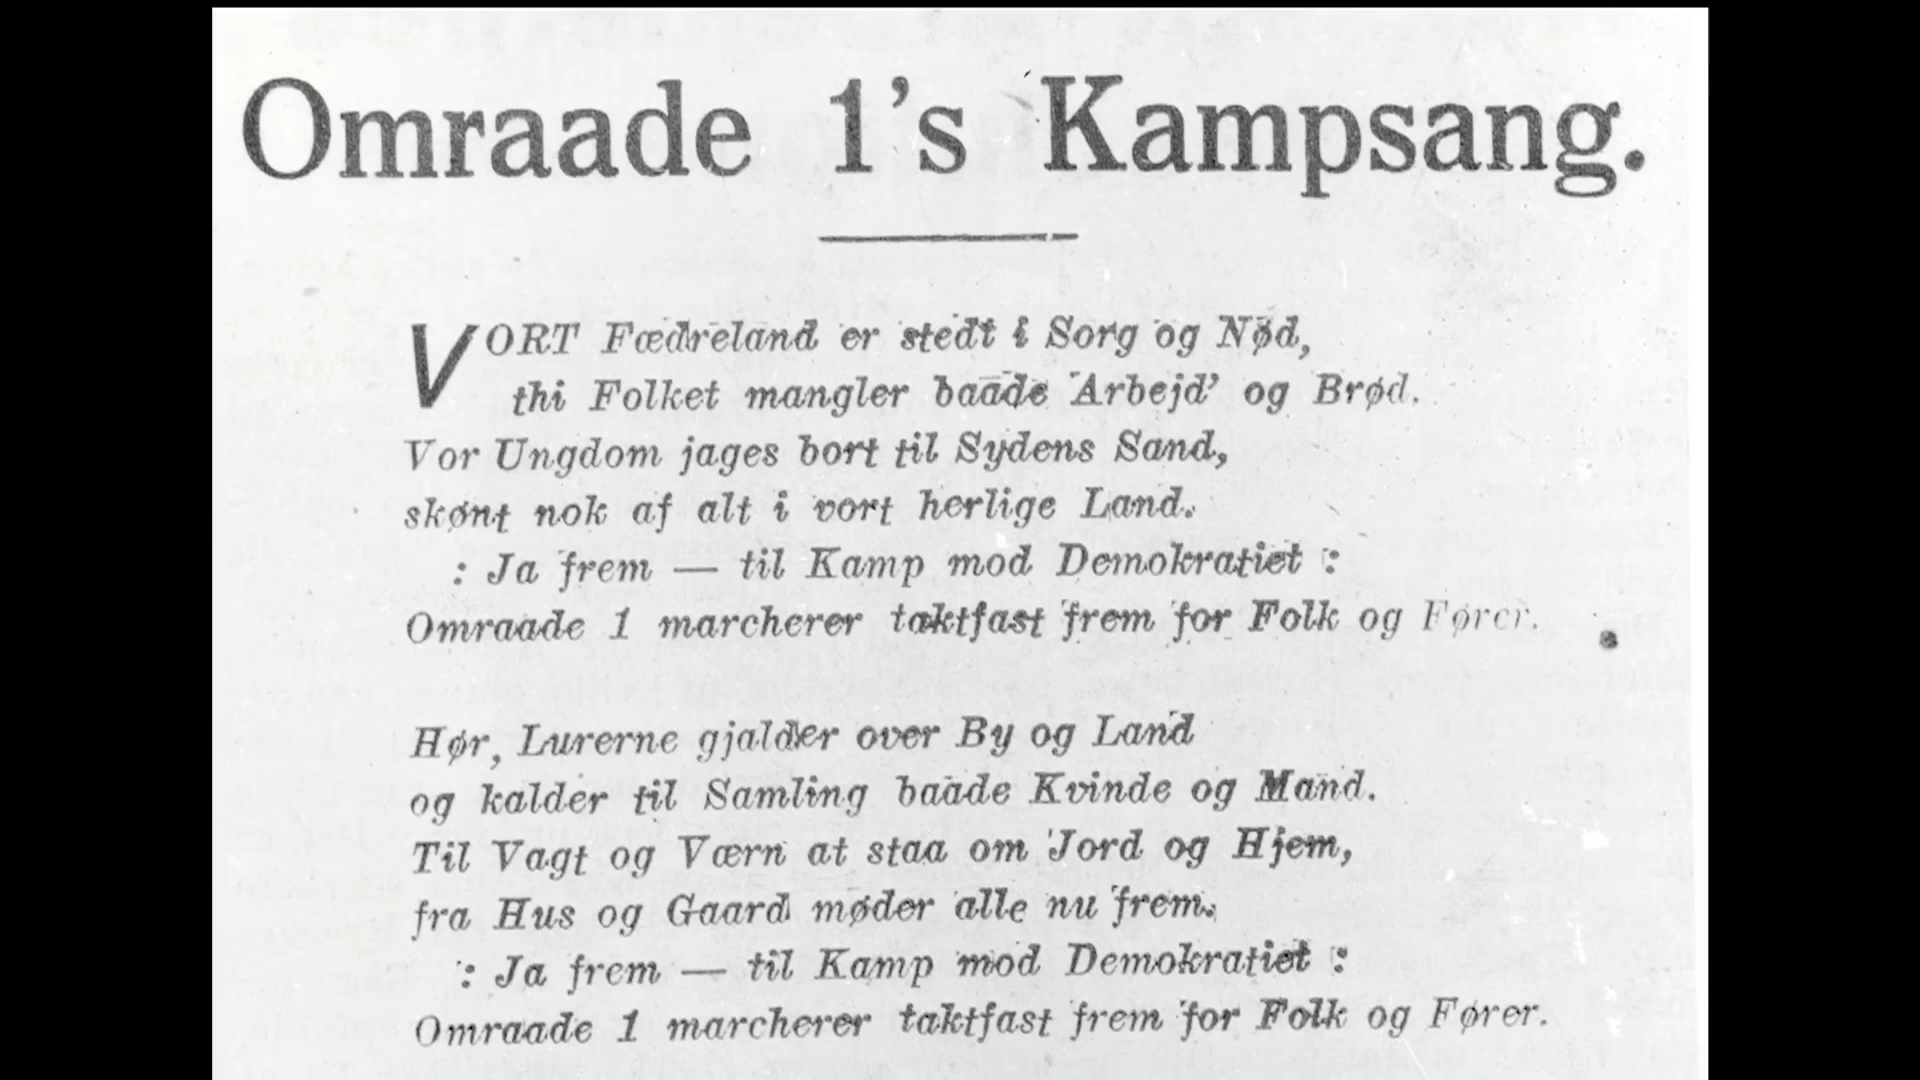 Omraade 1's Kampsang.
VORT Fædreland er stedt i Sorg og Nød,
thi Folket mangler baade Arbejd' og Brød.
Vor Ungdom jages bort til Sydens Sand,
skønt nok af alt i vort herlige Land.
: Ja frem — til Kamp mod Demokratiet :
Omraade 1 marcherer taktfast frem for Folk og Fører.
Hør, Lurerne gjalder over By og Land
og kalder til Samling baade Kvinde og Mand.
Til Vagt og Værn at staa om Jord og Hjem,
fra Hus og Gaard møder alle nu frem.
: Ja frem — til Kamp mod Demokratiet :
Omraade 1 marcherer taktfast frem for Folk og Fører.